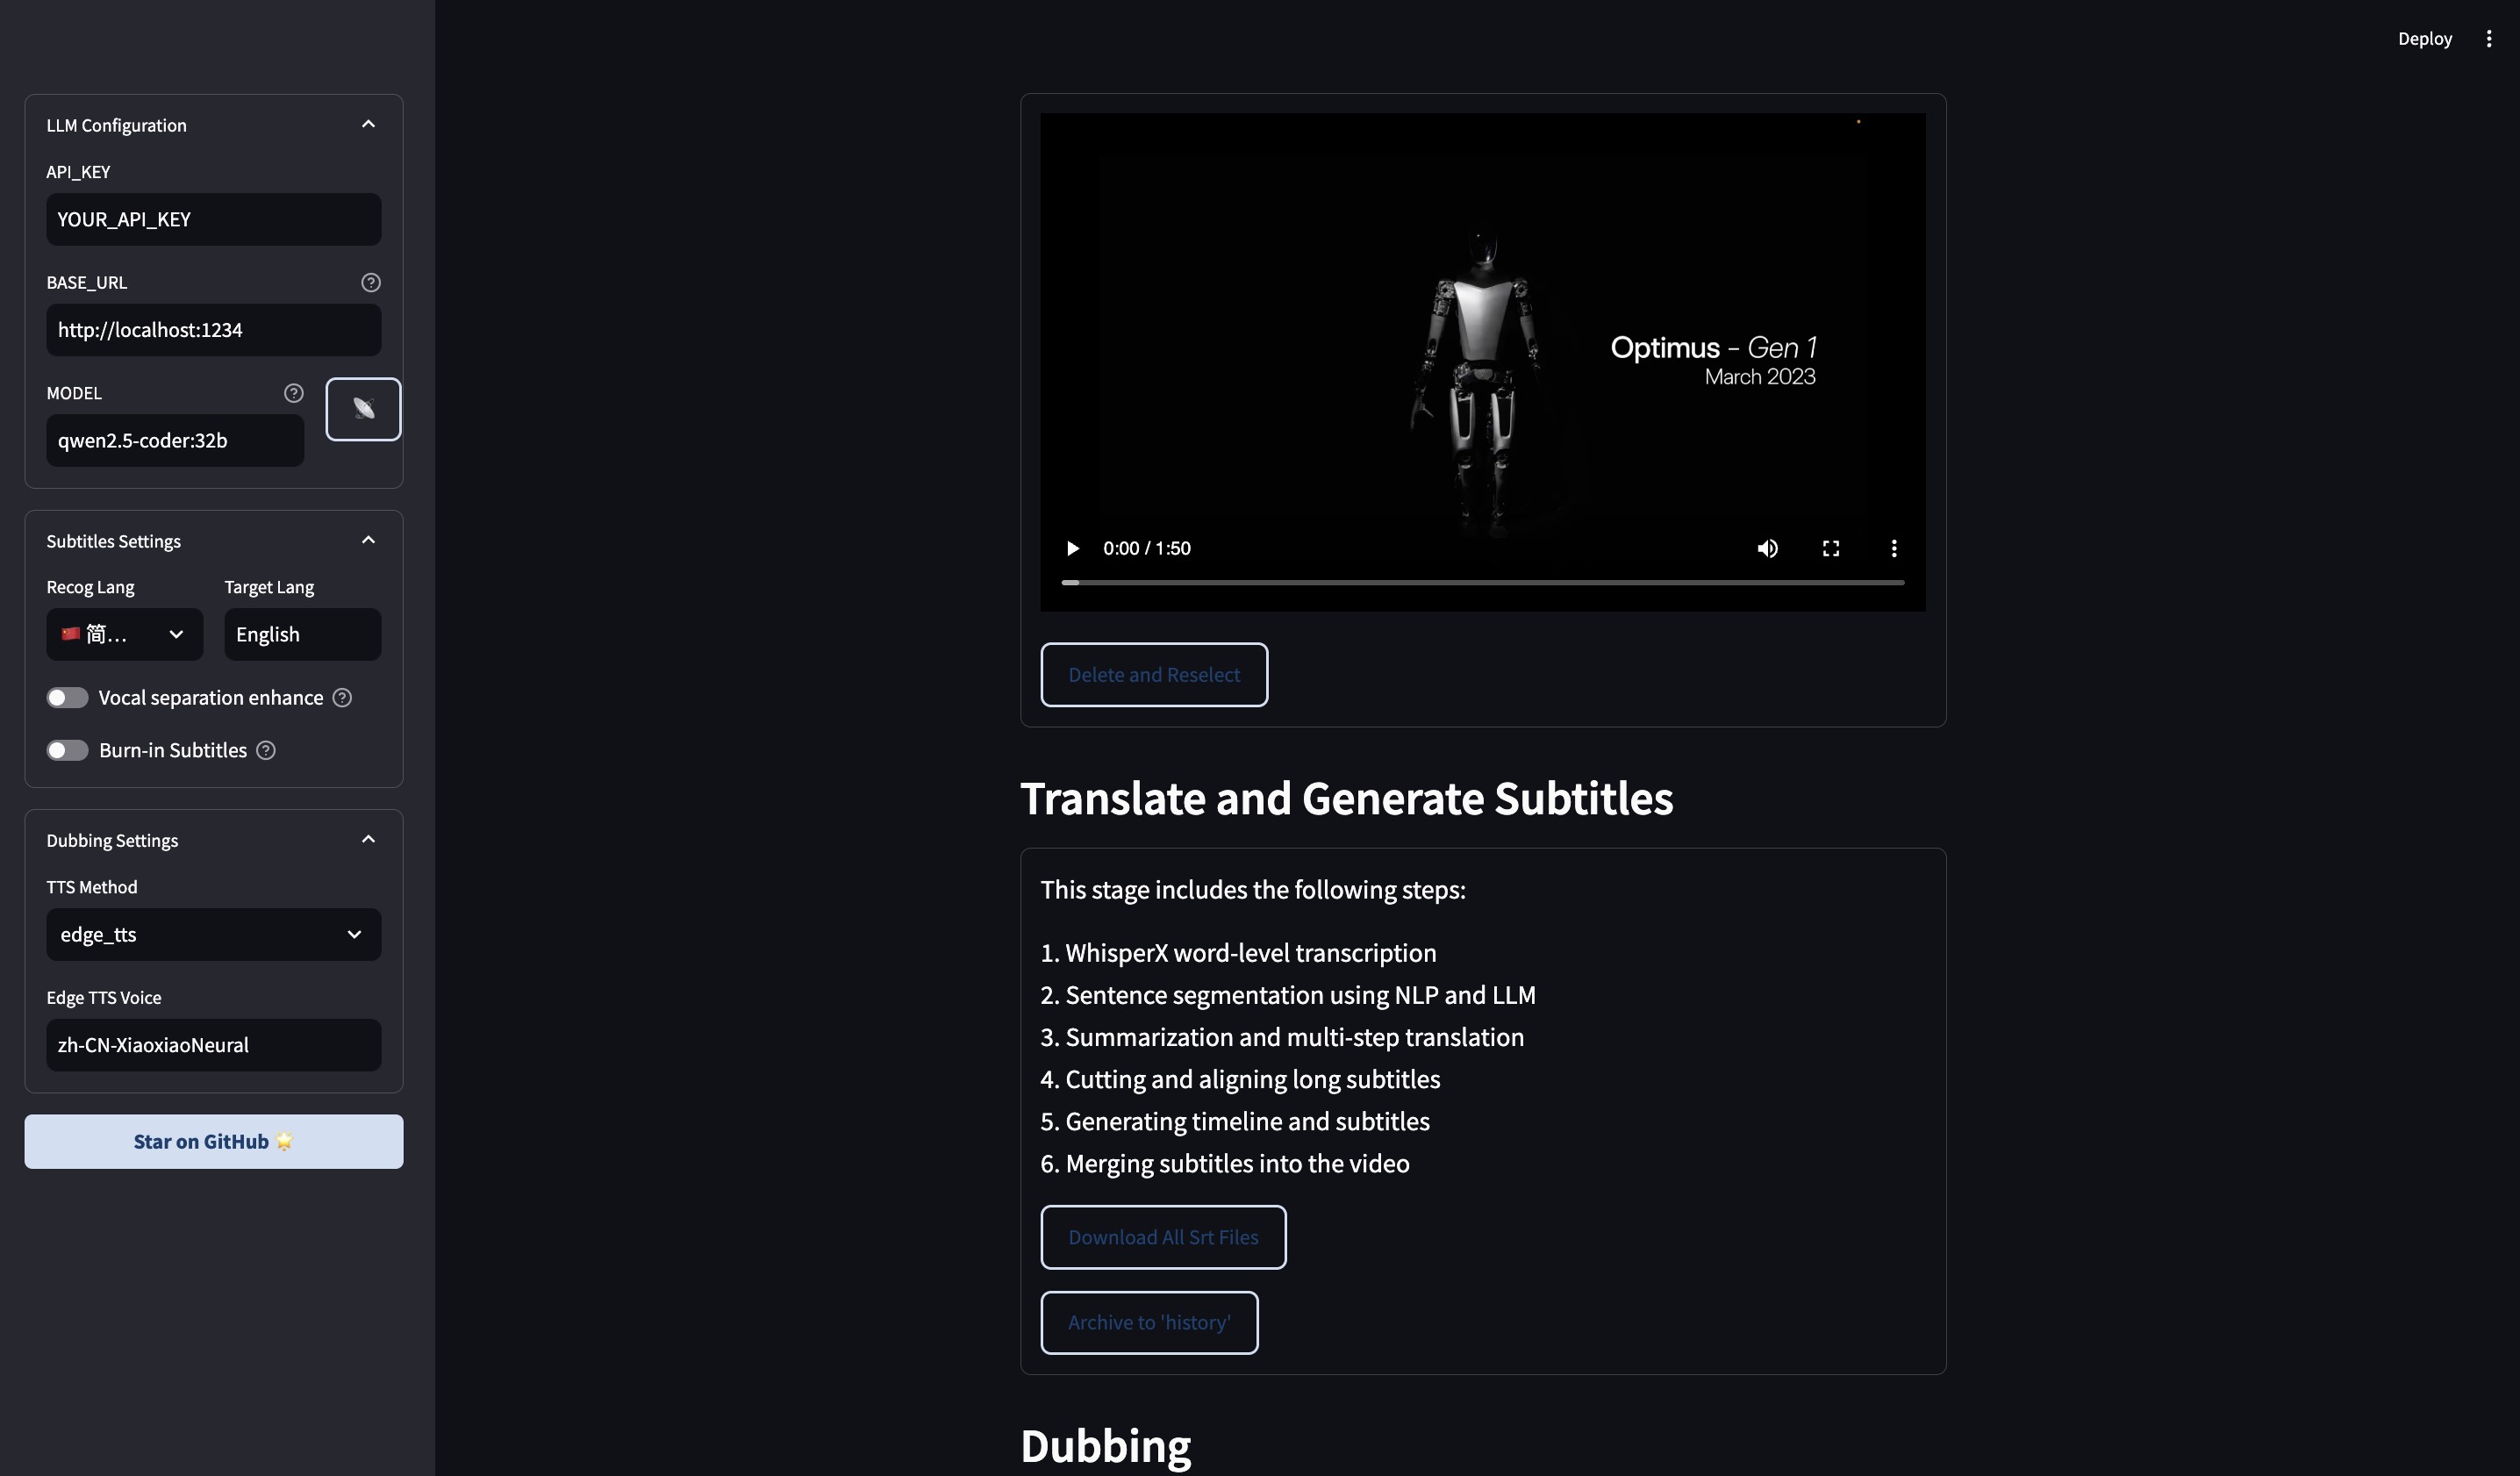 Deploy
LLM Configuration
API_KEY
YOUR_API_KEY
BASE_URL
http://localhost:1234
MODEL
qwen2.5-coder:32b
Subtitles Settings
Recog Lang
Target Lang
简...
English
Vocal separation enhance
Burn-in Subtitles
Dubbing Settings
TTS Method
edge_tts
Edge TTS Voice
zh-CN-XiaoxiaoNeural
Star on GitHub
Optimus - Gen 1
March 2023
0:00 / 1:50
Delete and Reselect
Translate and Generate Subtitles
This stage includes the following steps:
1. WhisperX word-level transcription
2. Sentence segmentation using NLP and LLM
3. Summarization and multi-step translation
4. Cutting and aligning long subtitles
5. Generating timeline and subtitles
6. Merging subtitles into the video
Download All Srt Files
Archive to 'history'
Dubbing